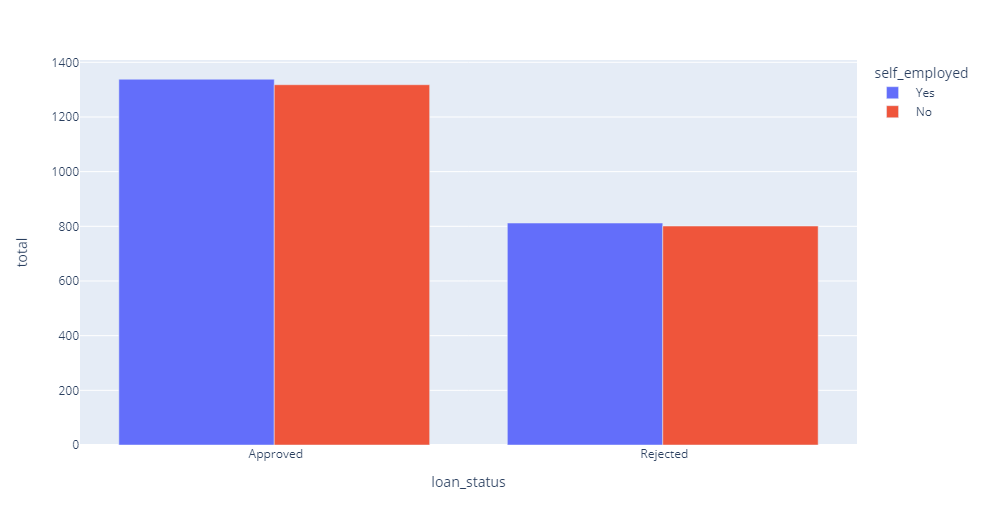 self_employed
Yes
No
1400
1200
1000
800
600
400
200
0
total
Approved
Rejected
loan_status